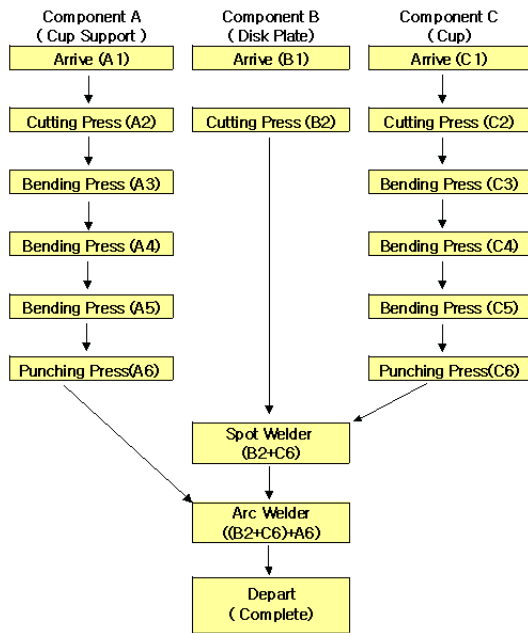 Component A
( Cup Support )
Component B
( Disk Plate)
Component C
( Cup)
Arrive (A1)
Arrive (B1)
Arrive (C1)
Cutting Press (A2)
Cutting Press (B2)
Cutting Press (C2)
Bending Press (A3)
Bending Press (C3)
Bending Press (A4)
Bending Press (C4)
Bending Press (A5)
Bending Press (C5)
Punching Press(A6)
Punching Press(C6)
Spot Welder
(B2+C6)
Arc Welder
((B2+C6)+A6)
Depart
( Complete)